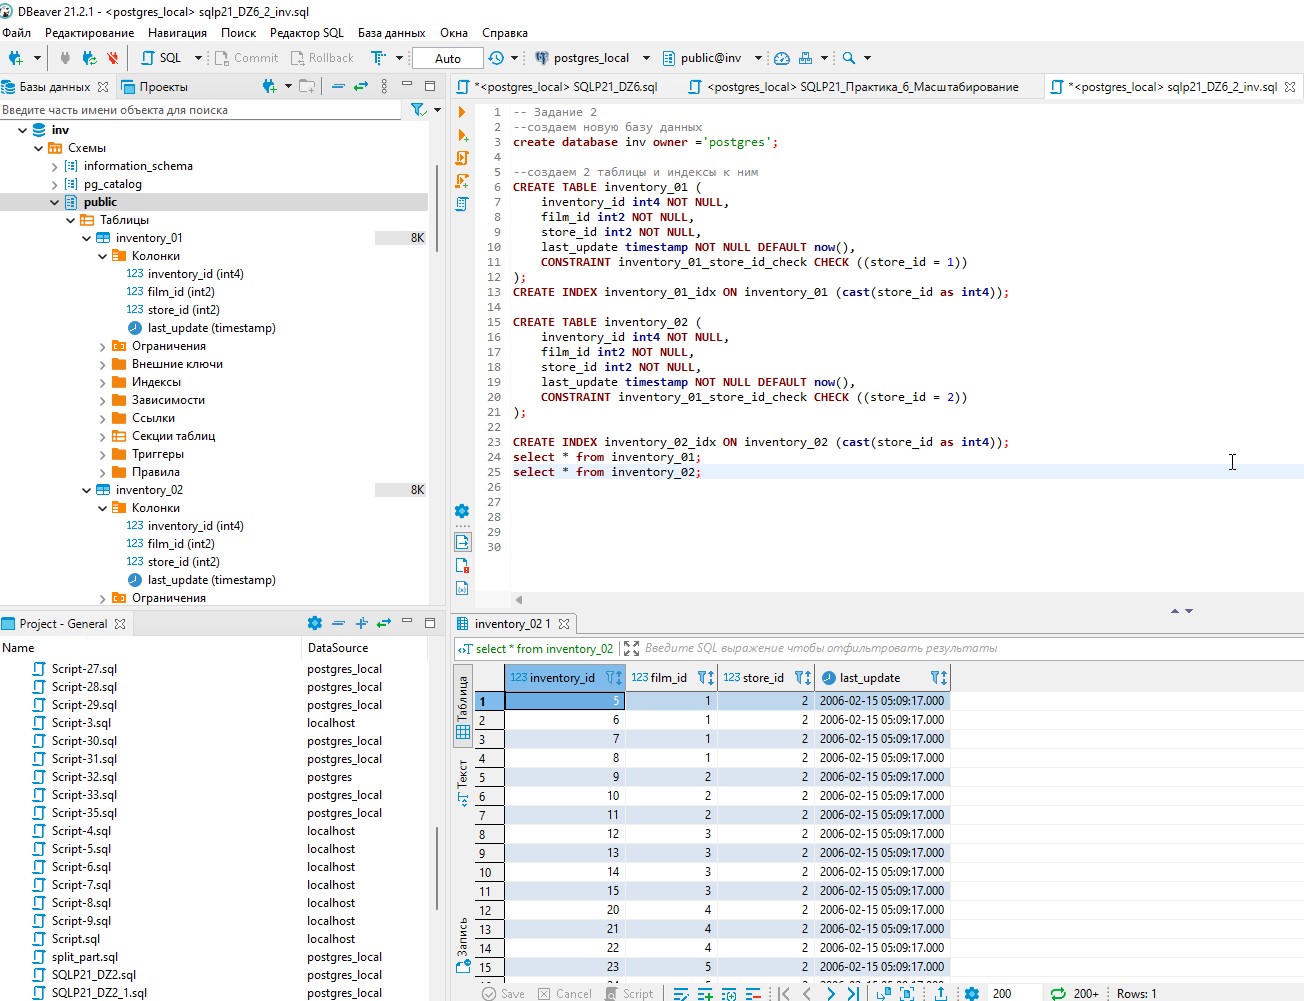 DBeaver 21.2.1 - <postgres_local> sqlp21_DZ6_2_inv.sql
Файл Редактирование Навигация Поиск Редактор SQL База данных Окна Справка
SQL Commit Rollback Auto postgres_local public@inv
Базы данных Проекты
Введите часть имени объекта для поиска
inv
Схемы
information_schema
pg_catalog
public
Таблицы
inventory_01 8K
Колонки
123 inventory_id (int4)
123 film_id (int2)
123 store_id (int2)
last_update (timestamp)
Ограничения
Внешние ключи
Индексы
Зависимости
Ссылки
Секции таблиц
Триггеры
Правила
inventory_02 8K
Колонки
123 inventory_id (int4)
123 film_id (int2)
123 store_id (int2)
last_update (timestamp)
Ограничения
Project - General
Name DataSource
Script-27.sql postgres_local
Script-28.sql postgres_local
Script-29.sql postgres_local
Script-3.sql localhost
Script-30.sql postgres_local
Script-31.sql postgres_local
Script-32.sql postgres
Script-33.sql postgres_local
Script-35.sql postgres_local
Script-4.sql localhost
Script-5.sql localhost
Script-6.sql localhost
Script-7.sql localhost
Script-8.sql localhost
Script-9.sql localhost
Script.sql localhost
split_part.sql postgres_local
SQLP21_DZ2.sql postgres_local
SQLP21_DZ2_1.sql postgres_local
*<postgres_local> SQLP21_DZ6.sql <postgres_local> SQLP21_Практика_6_Масштабирование *<postgres_local> sqlp21_DZ6_2_inv.sql
1 -- Задание 2
2 --создаем новую базу данных
3 create database inv owner ='postgres';
4
5 --создаем 2 таблицы и индексы к ним
6 CREATE TABLE inventory_01 (
7 inventory_id int4 NOT NULL,
8 film_id int2 NOT NULL,
9 store_id int2 NOT NULL,
10 last_update timestamp NOT NULL DEFAULT now(),
11 CONSTRAINT inventory_01_store_id_check CHECK ((store_id = 1))
12 );
13 CREATE INDEX inventory_01_idx ON inventory_01 (cast(store_id as int4));
14
15 CREATE TABLE inventory_02 (
16 inventory_id int4 NOT NULL,
17 film_id int2 NOT NULL,
18 store_id int2 NOT NULL,
19 last_update timestamp NOT NULL DEFAULT now(),
20 CONSTRAINT inventory_01_store_id_check CHECK ((store_id = 2))
21 );
22
23 CREATE INDEX inventory_02_idx ON inventory_02 (cast(store_id as int4));
24 select * from inventory_01;
25 select * from inventory_02;
26
27
28
29
30
inventory_02 1
select * from inventory_02 Введите SQL выражение чтобы отфильтровать результаты
Таблица
Текст
Запись
123 inventory_id 123 film_id 123 store_id last_update
1 5 1 2 2006-02-15 05:09:17.000
2 6 1 2 2006-02-15 05:09:17.000
3 7 1 2 2006-02-15 05:09:17.000
4 8 1 2 2006-02-15 05:09:17.000
5 9 2 2 2006-02-15 05:09:17.000
6 10 2 2 2006-02-15 05:09:17.000
7 11 2 2 2006-02-15 05:09:17.000
8 12 3 2 2006-02-15 05:09:17.000
9 13 3 2 2006-02-15 05:09:17.000
10 14 3 2 2006-02-15 05:09:17.000
11 15 3 2 2006-02-15 05:09:17.000
12 20 4 2 2006-02-15 05:09:17.000
13 21 4 2 2006-02-15 05:09:17.000
14 22 4 2 2006-02-15 05:09:17.000
15 23 5 2 2006-02-15 05:09:17.000
Save Cancel Script 200 200+ Rows: 1